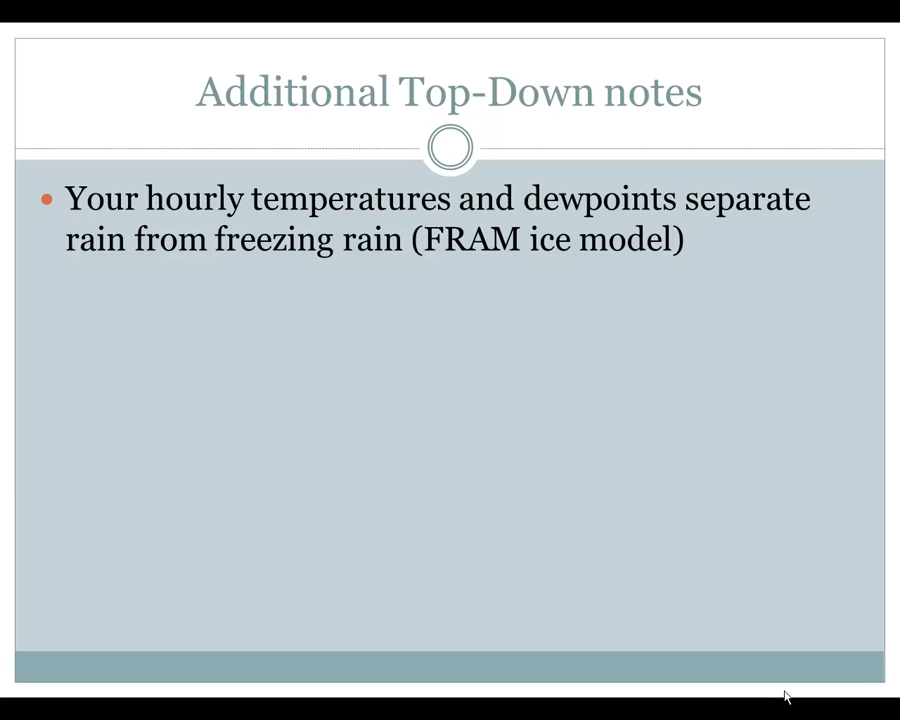 Additional Top-Down notes
• Your hourly temperatures and dewpoints separate
rain from freezing rain (FRAM ice model)